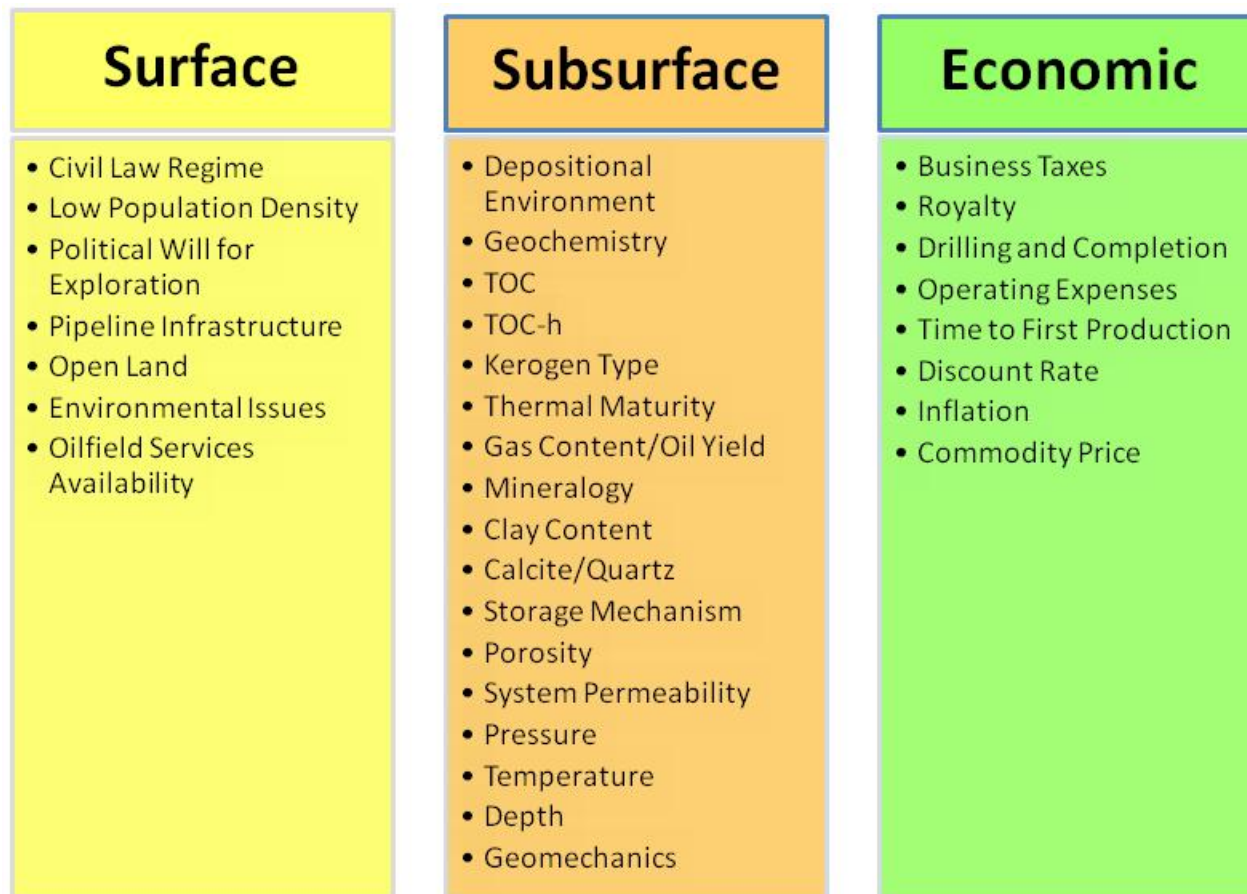 Surface
• Civil Law Regime
• Low Population Density
• Political Will for
Exploration
• Pipeline Infrastructure
• Open Land
• Environmental Issues
• Oilfield Services
Availability
Subsurface
• Depositional
Environment
• Geochemistry
• TOC
• TOC-h
• Kerogen Type
• Thermal Maturity
• Gas Content/Oil Yield
• Mineralogy
• Clay Content
• Calcite/Quartz
• Storage Mechanism
• Porosity
• System Permeability
• Pressure
• Temperature
• Depth
• Geomechanics
Economic
• Business Taxes
• Royalty
• Drilling and Completion
• Operating Expenses
• Time to First Production
• Discount Rate
• Inflation
• Commodity Price